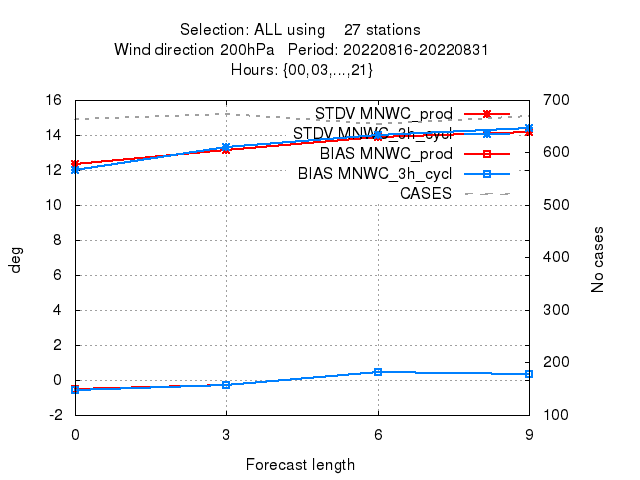 Selection: ALL using    27 stations
Wind direction 200hPa   Period: 20220816-20220831
Hours: {00,03,...,21}
STDV MNWC_prod
STDV MNWC_3h_cycl
BIAS MNWC_prod
BIAS MNWC_3h_cycl
CASES
16
14
12
10
8
6
4
2
0
-2
deg
700
600
500
400
300
200
100
No cases
0
3
6
9
Forecast length